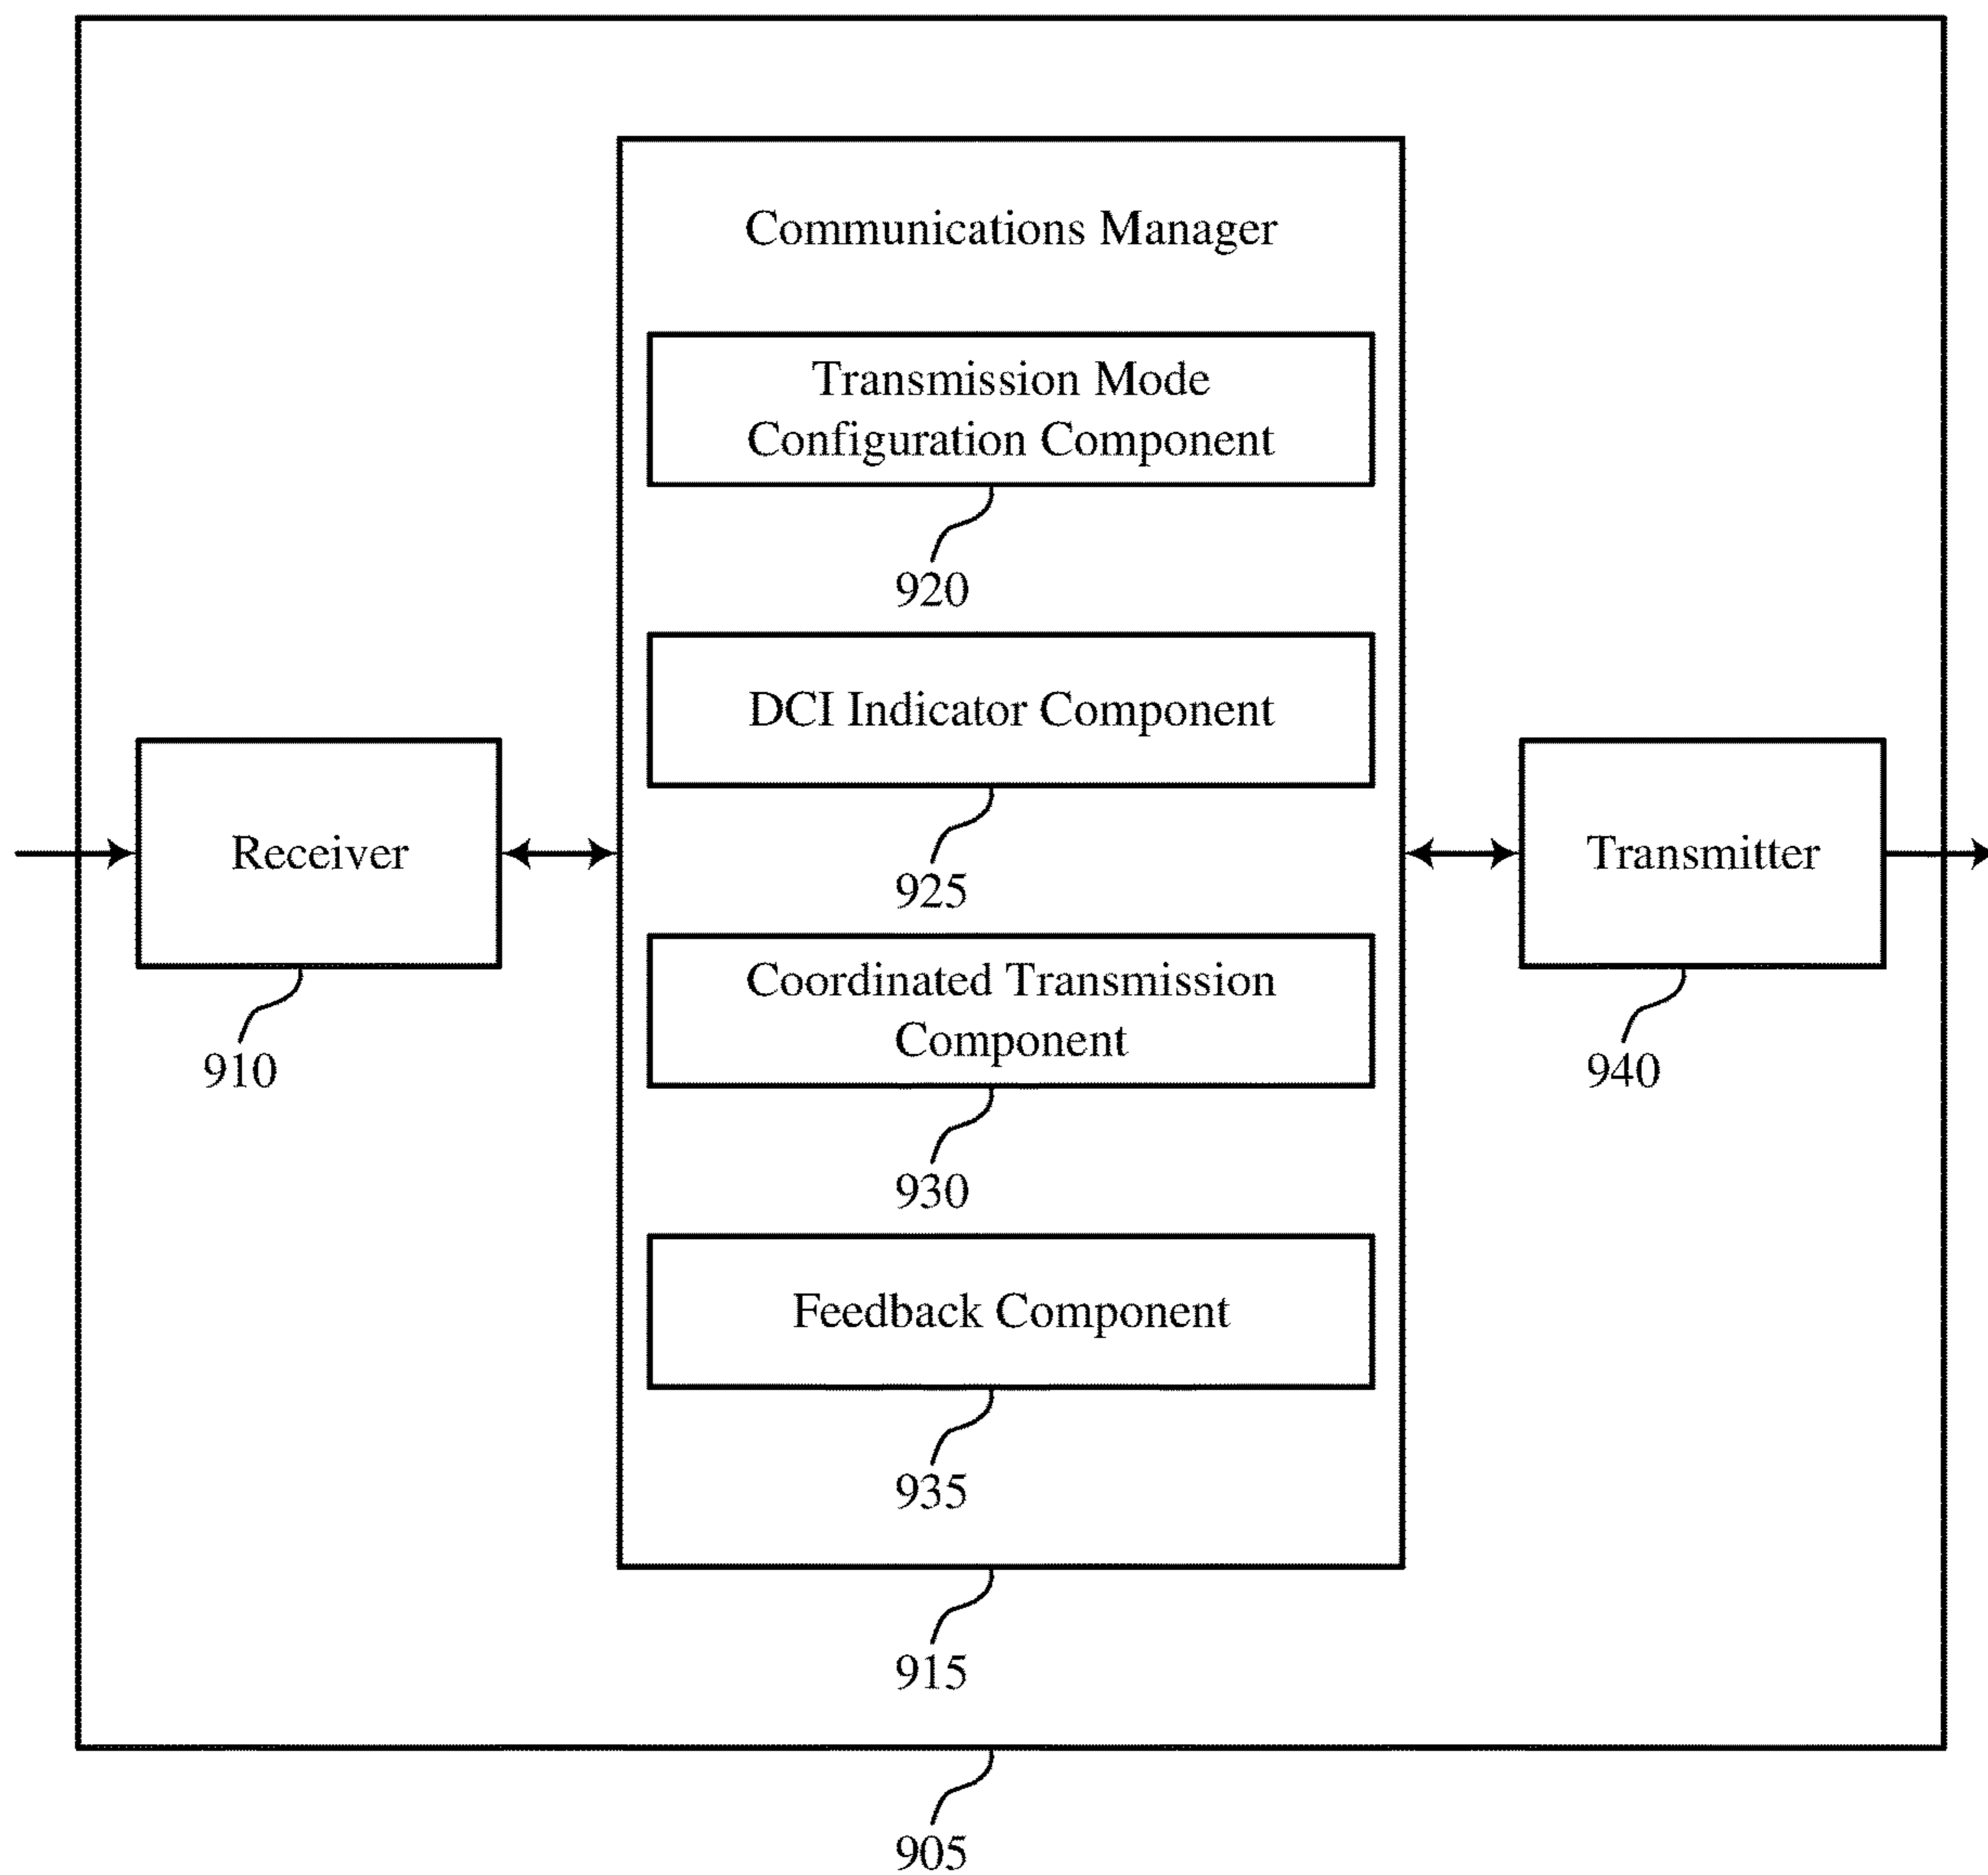 Communications Manager
Transmission Mode
Configuration Component
920
DCI Indicator Component
925
Receiver
910
Transmitter
940
Coordinated Transmission
Component
930
Feedback Component
935
915
905